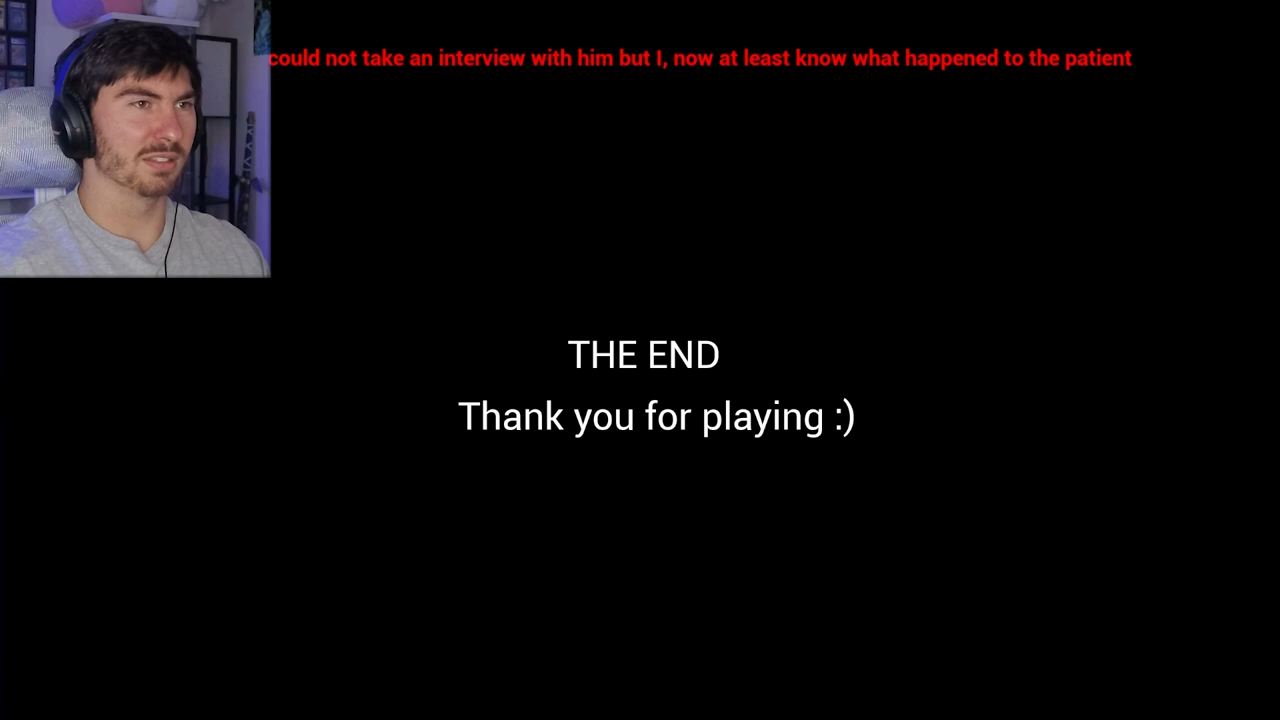 could not take an interview with him but I, now at least know what happened to the patient
THE END
Thank you for playing :)